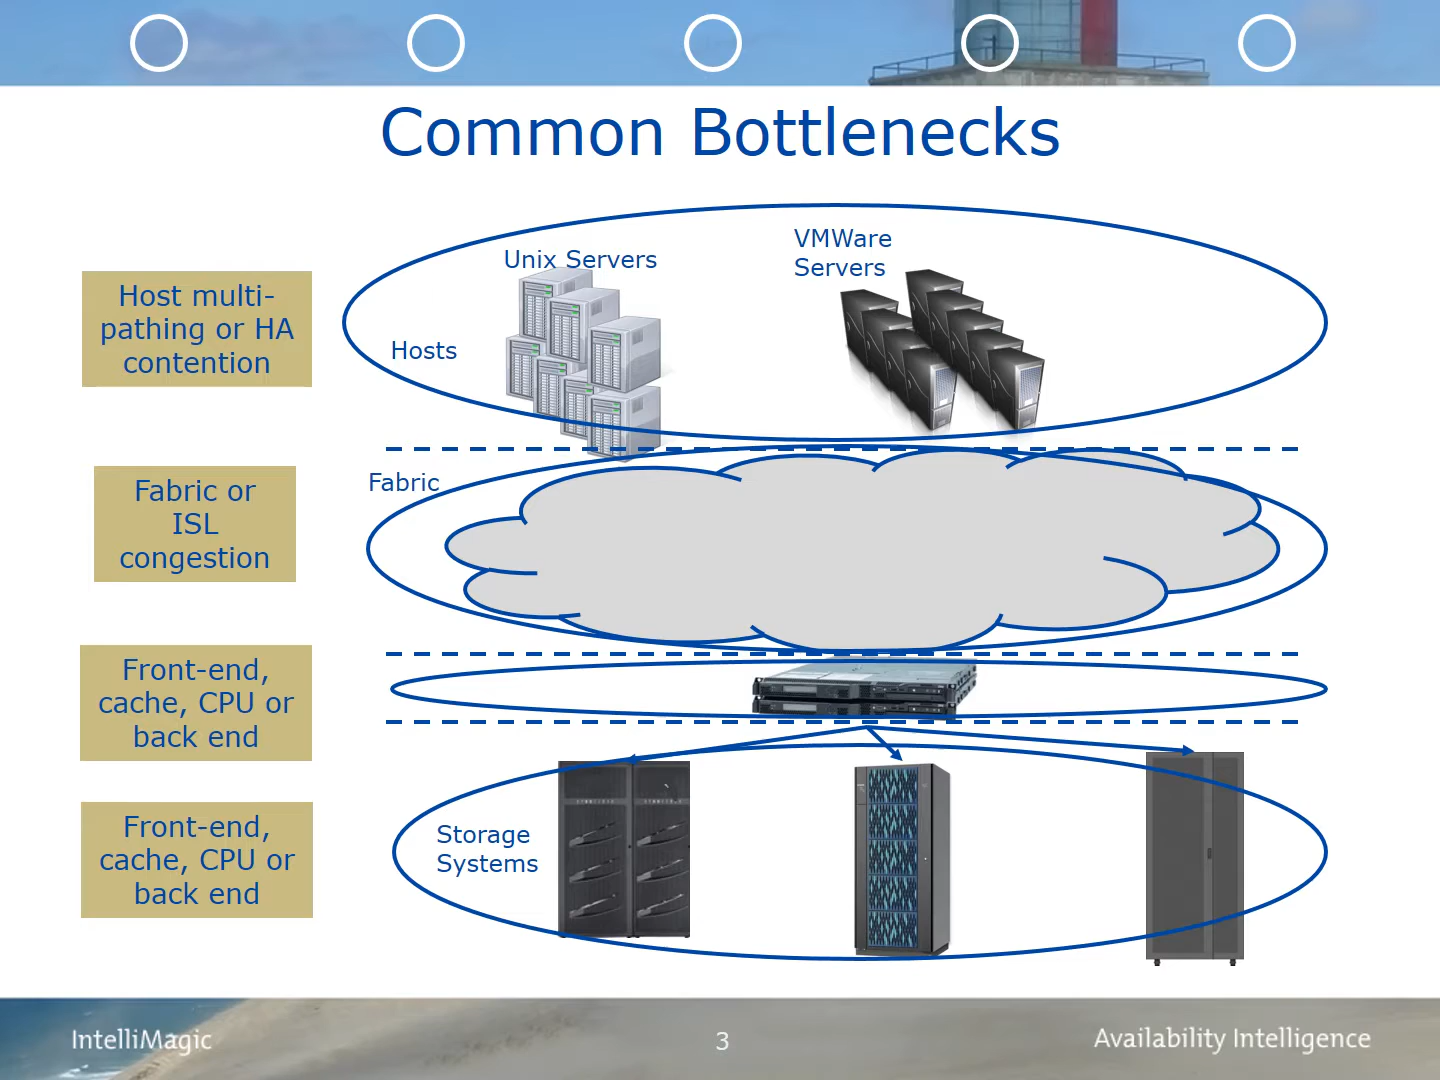 Common Bottlenecks
VMWare
Servers
Unix Servers
Host multi-
pathing or HA
contention
Hosts
Fabric
Fabric or
ISL
congestion
Front-end,
cache, CPU or
back end
Front-end,
cache, CPU or
back end
Storage
Systems
IntelliMagic
3
Availability Intelligence